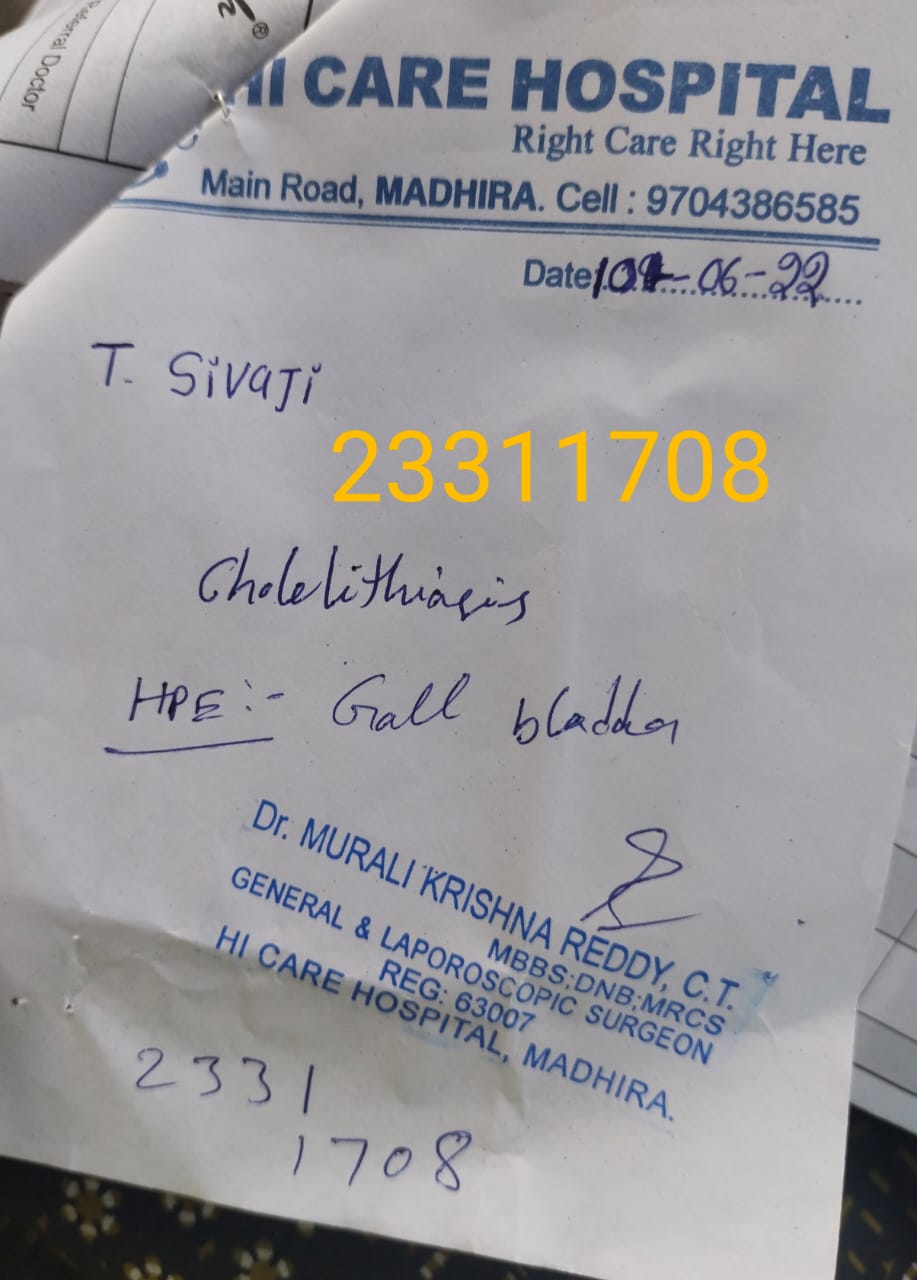 Referral Doctor
HI CARE HOSPITAL
Right Care Right Here
Main Road, MADHIRA. Cell : 9704386585
Date 
-06-22
T. Sivaji
23311708
Cholelithiasis
HPE:- Gall bladder
Dr. MURALI KRISHNA REDDY, C.T.
MBBS;DNB;MRCS
GENERAL & LAPOROSCOPIC SURGEON
REG: 63007
HI CARE HOSPITAL, MADHIRA.
2331
1708